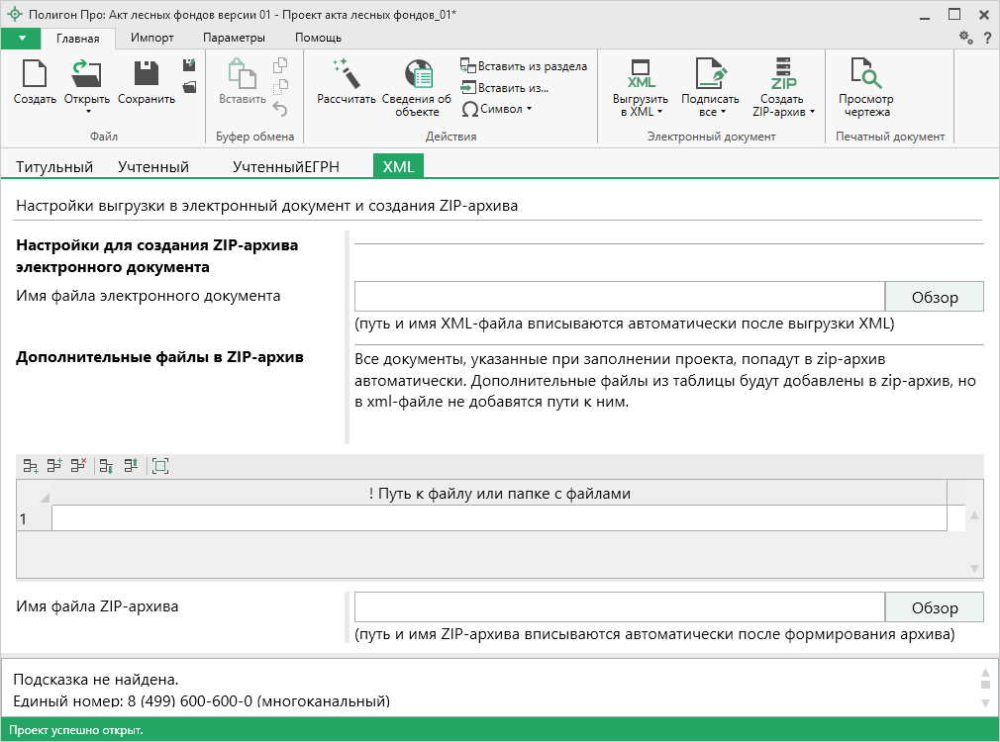 Полигон Про: Акт лесных фондов версии 01 - Проект акта лесных фондов_01*
Главная Импорт Параметры Помощь ?
Создать Открыть Сохранить Вставить Рассчитать Сведения об объекте
Вставить из раздела
Вставить из...
Символ
XML Выгрузить в XML Подписать все ZIP Создать ZIP-архив Просмотр чертежа
Файл Буфер обмена Действия Электронный документ Печатный документ
Титульный Учтенный УчтенныйЕГРН XML
Настройки выгрузки в электронный документ и создания ZIP-архива
Настройки для создания ZIP-архива
электронного документа
Имя файла электронного документа Обзор
(путь и имя XML-файла вписываются автоматически после выгрузки XML)
Дополнительные файлы в ZIP-архив
Все документы, указанные при заполнении проекта, попадут в zip-архив
автоматически. Дополнительные файлы из таблицы будут добавлены в zip-архив, но
в xml-файле не добавятся пути к ним.
! Путь к файлу или папке с файлами
1
Имя файла ZIP-архива Обзор
(путь и имя ZIP-архива вписываются автоматически после формирования архива)
Подсказка не найдена.
Единый номер: 8 (499) 600-600-0 (многоканальный)
Проект успешно открыт.